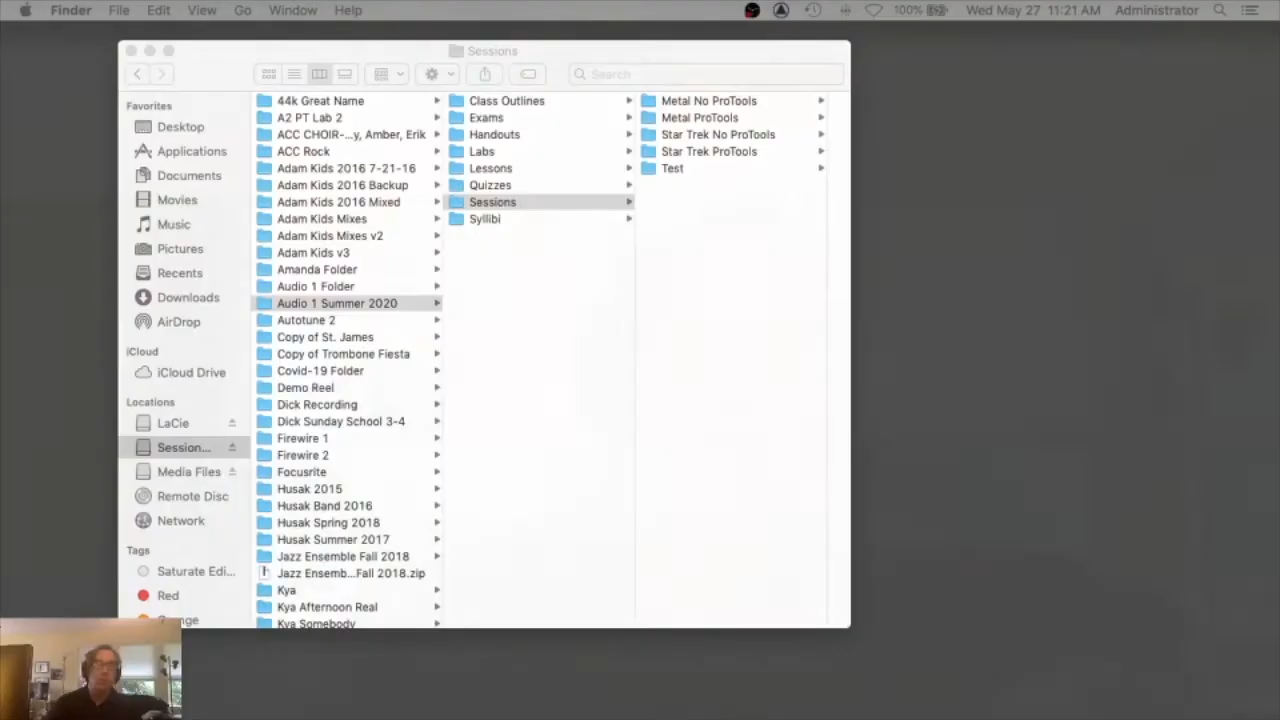 Finder File Edit View Go Window Help 100% Wed May 27 11:21 AM Administrator
Sessions
Search
Favorites
Desktop
Applications
Documents
Movies
Music
Pictures
Recents
Downloads
AirDrop
iCloud
iCloud Drive
Locations
LaCie
Session...
Media Files
Remote Disc
Network
Tags
Saturate Edi...
Red
44k Great Name
A2 PT Lab 2
ACC CHOIR-...y, Amber, Erik
ACC Rock
Adam Kids 2016 7-21-16
Adam Kids 2016 Backup
Adam Kids 2016 Mixed
Adam Kids Mixes
Adam Kids Mixes v2
Adam Kids v3
Amanda Folder
Audio 1 Folder
Audio 1 Summer 2020
Autotune 2
Copy of St. James
Copy of Trombone Fiesta
Covid-19 Folder
Demo Reel
Dick Recording
Dick Sunday School 3-4
Firewire 1
Firewire 2
Focusrite
Husak 2015
Husak Band 2016
Husak Spring 2018
Husak Summer 2017
Jazz Ensemble Fall 2018
Jazz Ensemb...Fall 2018.zip
Kya
Kya Afternoon Real
Kya Somebody
Class Outlines
Exams
Handouts
Labs
Lessons
Quizzes
Sessions
Syllibi
Metal No ProTools
Metal ProTools
Star Trek No ProTools
Star Trek ProTools
Test